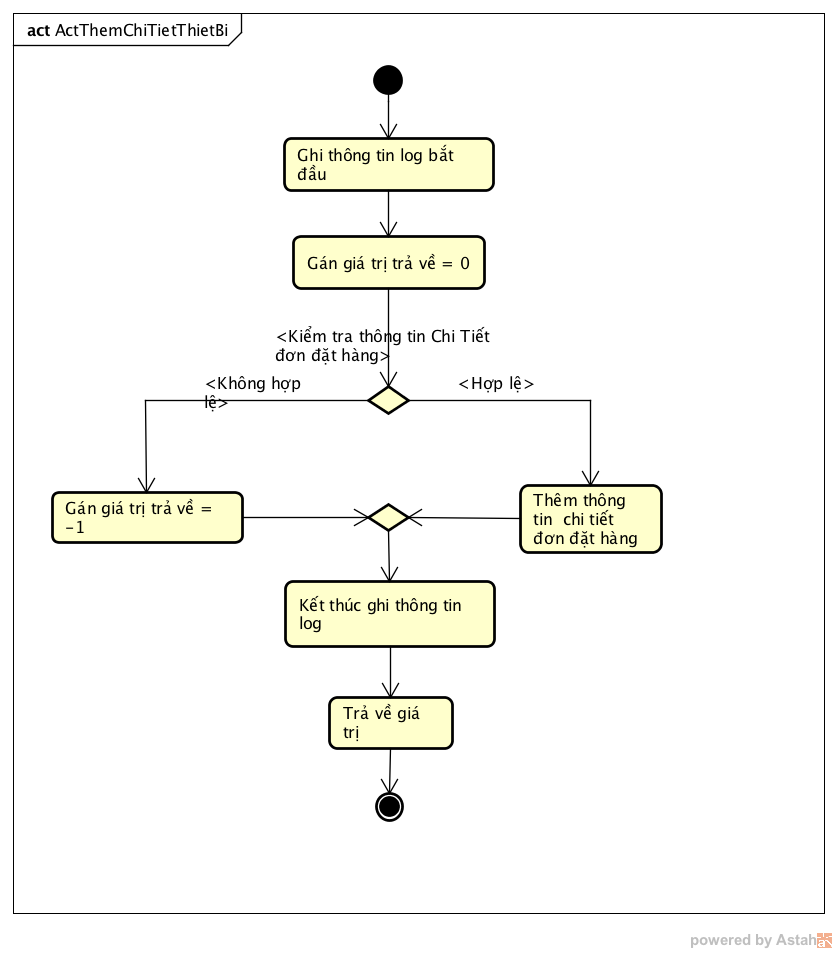 act ActThemChiTietThietBi
Ghi thông tin log bắt
đầu
Gán giá trị trả về = 0
<Kiểm tra thông tin Chi Tiết
đơn đặt hàng>
<Không hợp
lệ>
<Hợp lệ>
Gán giá trị trả về =
-1
Thêm thông
tin  chi tiết
đơn đặt hàng
Kết thúc ghi thông tin
log
Trả về giá
trị
powered by Astah